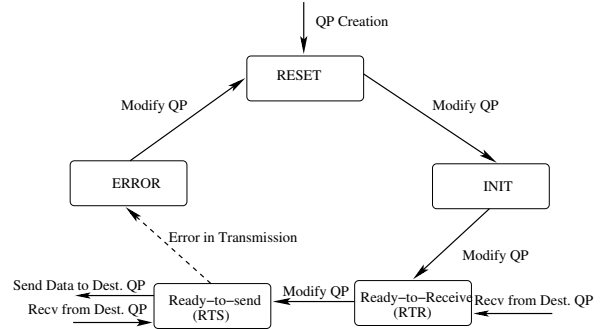 QP Creation
RESET
Modify QP
Modify QP
ERROR
INIT
Error in Transmission
Modify QP
Send Data to Dest. QP
Ready-to-send
(RTS)
Modify QP
Ready-to-Receive
(RTR)
Recv from Dest. QP
Recv from Dest. QP